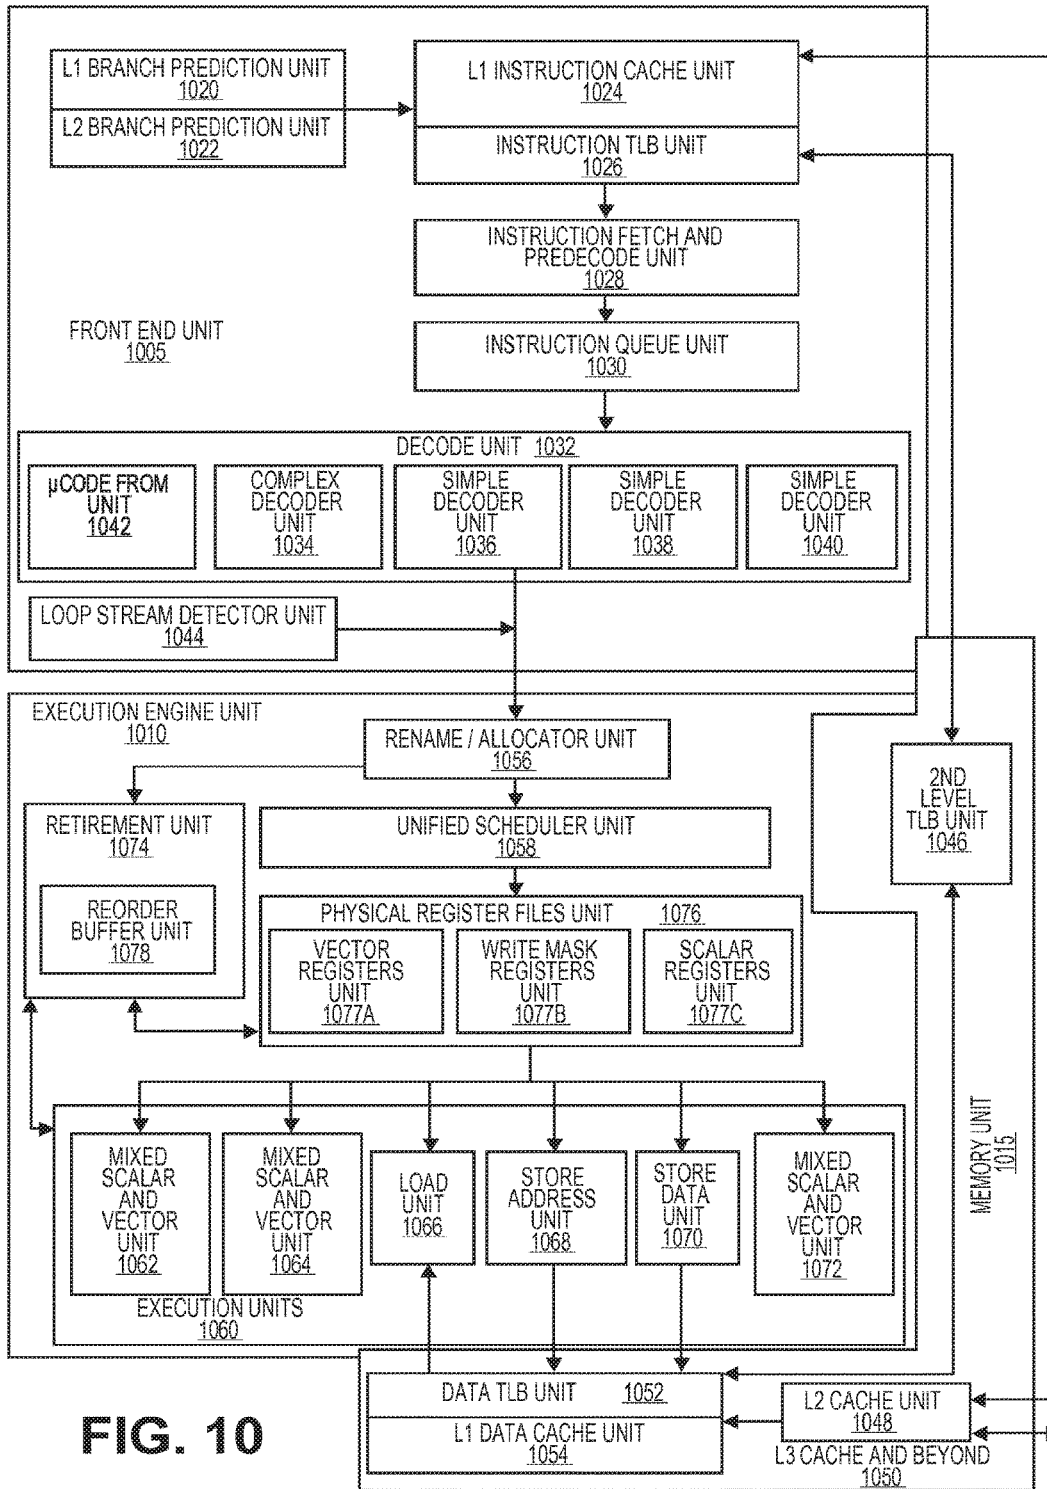 L1 BRANCH PREDICTION UNIT
1020
L2 BRANCH PREDICTION UNIT
1022
L1 INSTRUCTION CACHE UNIT
1024
INSTRUCTION TLB UNIT
1026
INSTRUCTION FETCH AND
PREDECODE UNIT
1028
FRONT END UNIT
1005
INSTRUCTION QUEUE UNIT
1030
DECODE UNIT 1032
µCODE FROM
UNIT
1042
COMPLEX
DECODER
UNIT
1034
SIMPLE
DECODER
UNIT
1036
SIMPLE
DECODER
UNIT
1038
SIMPLE
DECODER
UNIT
1040
LOOP STREAM DETECTOR UNIT
1044
EXECUTION ENGINE UNIT
1010
RENAME / ALLOCATOR UNIT
1056
2ND
LEVEL
TLB UNIT
1046
RETIREMENT UNIT
1074
REORDER
BUFFER UNIT
1078
UNIFIED SCHEDULER UNIT
1058
PHYSICAL REGISTER FILES UNIT 1076
VECTOR
REGISTERS
UNIT
1077A
WRITE MASK
REGISTERS
UNIT
1077B
SCALAR
REGISTERS
UNIT
1077C
MEMORY UNIT
1015
MIXED
SCALAR
AND
VECTOR
UNIT
1062
MIXED
SCALAR
AND
VECTOR
UNIT
1064
LOAD
UNIT
1066
STORE
ADDRESS
UNIT
1068
STORE
DATA
UNIT
1070
MIXED
SCALAR
AND
VECTOR
UNIT
1072
EXECUTION UNITS
1060
DATA TLB UNIT 1052
L1 DATA CACHE UNIT
1054
L2 CACHE UNIT
1048
L3 CACHE AND BEYOND
1050
FIG. 10